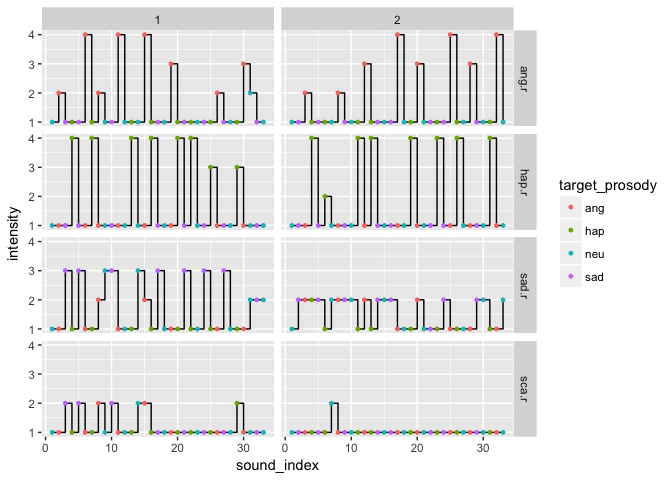 1 2
4
3
2
1
ang.r
4
3
2
1
hap.r
4
3
2
1
sad.r
4
3
2
1
sca.r
intensity
0 10 20 30 0 10 20 30
sound_index
target_prosody
ang
hap
neu
sad